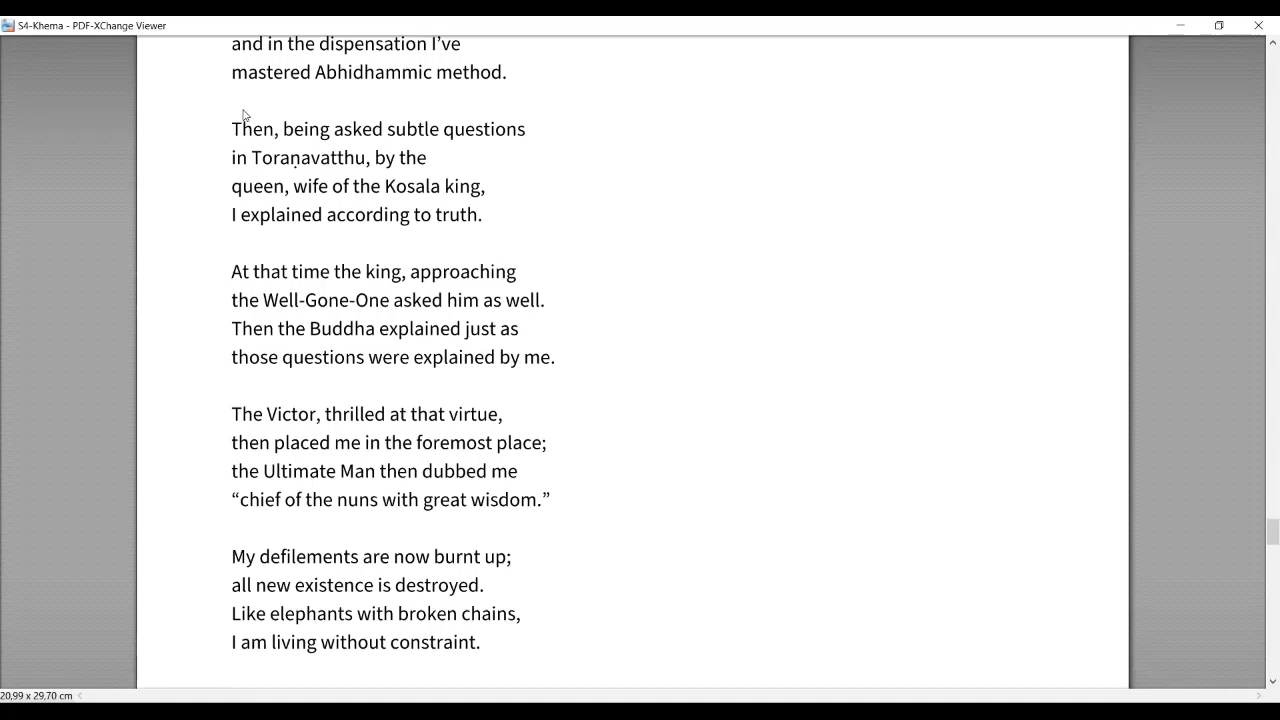 S4-Khema - PDF-XChange Viewer
and in the dispensation I’ve
mastered Abhidhammic method.
Then, being asked subtle questions
in Toraṇavatthu, by the
queen, wife of the Kosala king,
I explained according to truth.
At that time the king, approaching
the Well-Gone-One asked him as well.
Then the Buddha explained just as
those questions were explained by me.
The Victor, thrilled at that virtue,
then placed me in the foremost place;
the Ultimate Man then dubbed me
“chief of the nuns with great wisdom.”
My defilements are now burnt up;
all new existence is destroyed.
Like elephants with broken chains,
I am living without constraint.
20,99 x 29,70 cm